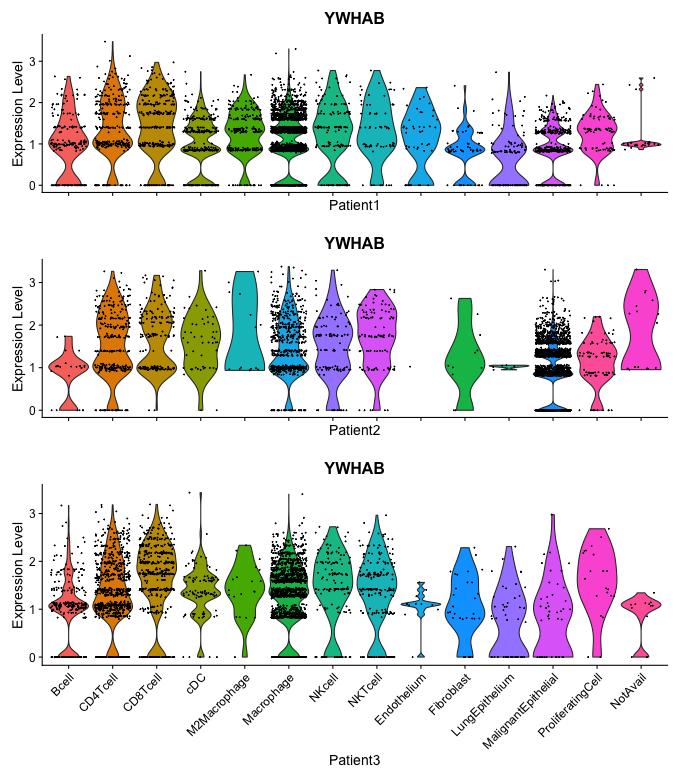 YWHAB
Expression Level
3
2
1
0
Patient1
YWHAB
Expression Level
3
2
1
0
Patient2
YWHAB
Expression Level
3
2
1
0
Bcell
CD4Tcell
CD8Tcell
cDC
M2Macrophage
Macrophage
NKcell
NKTcell
Endothelium
Fibroblast
LungEpithelium
MalignantEpithelial
ProliferatingCell
NotAvail
Patient3